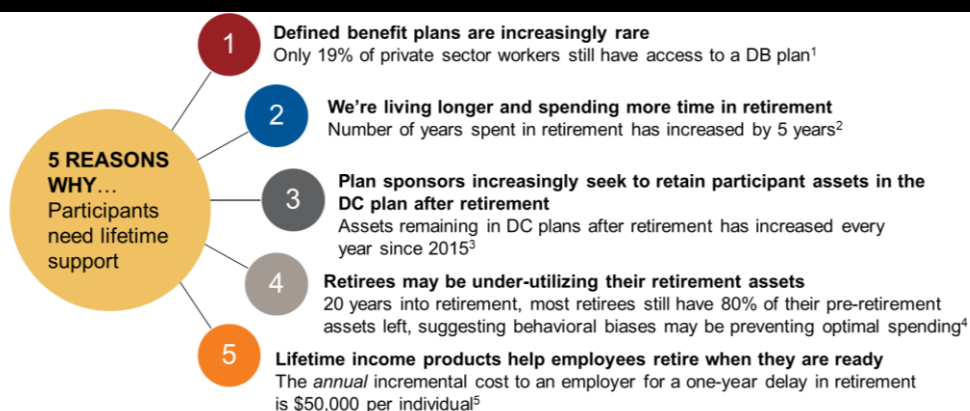 5 REASONS
WHY…
Participants
need lifetime
support
1
Defined benefit plans are increasingly rare
Only 19% of private sector workers still have access to a DB plan¹
2
We’re living longer and spending more time in retirement
Number of years spent in retirement has increased by 5 years²
3
Plan sponsors increasingly seek to retain participant assets in the
DC plan after retirement
Assets remaining in DC plans after retirement has increased every
year since 2015³
4
Retirees may be under-utilizing their retirement assets
20 years into retirement, most retirees still have 80% of their pre-retirement
assets left, suggesting behavioral biases may be preventing optimal spending⁴
5
Lifetime income products help employees retire when they are ready
The annual incremental cost to an employer for a one-year delay in retirement
is $50,000 per individual⁵